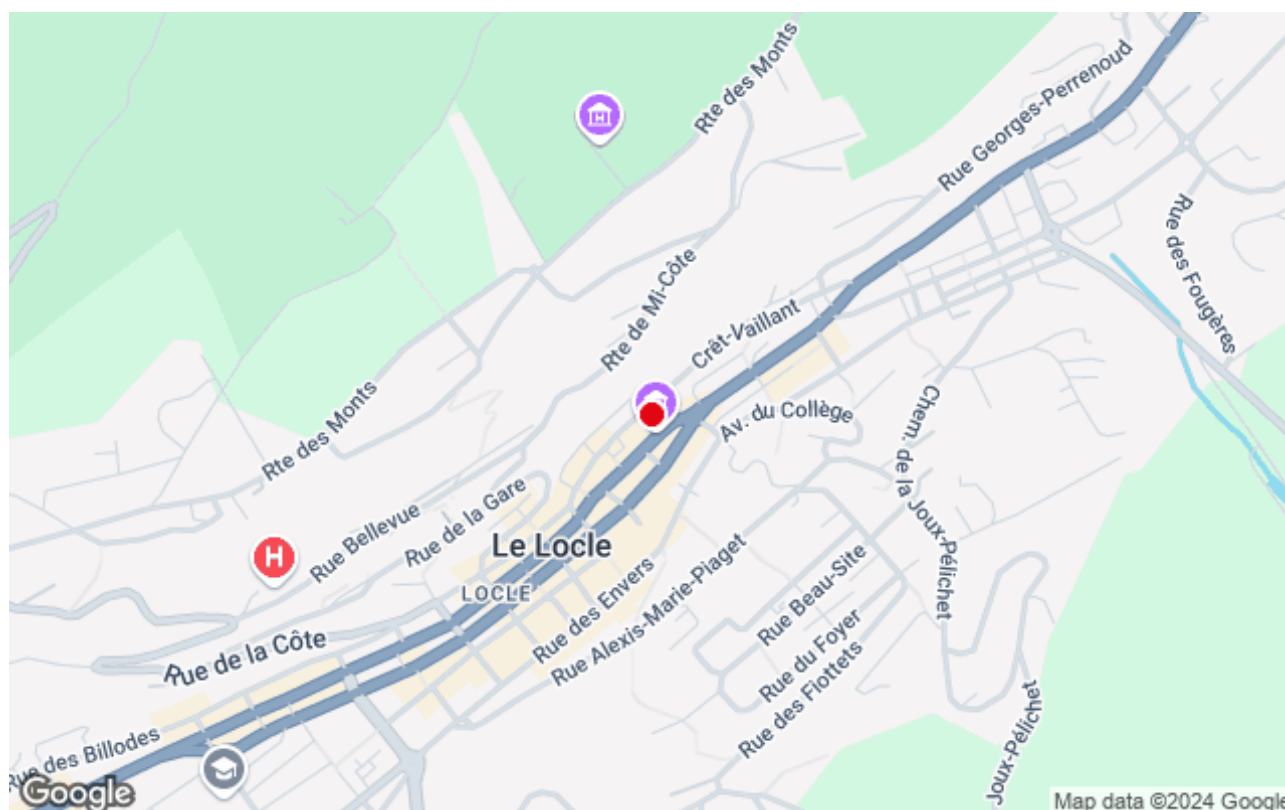 Rte des Monts
Rue Georges-Perrenoud
H
Rue des Fougères
Rte de Mi-Côte
Crêt-Vaillant
Av. du Collège
Chem. de la Joux-Pélichet
Rte des Monts
Rue de la Gare
Rue Bellevue
H
Le Locle
LOCLE
Rue des Envers
Rue Alexis-Marie-Piaget
Rue Beau-Site
Rue du Foyer
Rue des Fiottets
Rue de la Côte
Joux-Pélichet
Rue des Billodes
Google
Map data ©2024 Google